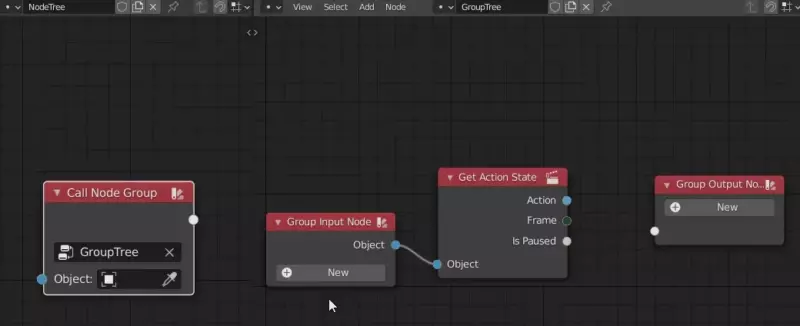 NodeTree
View Select Add Node GroupTree
Call Node Group
GroupTree
Object:
Group Input Node
Object
New
Get Action State
Action
Frame
Is Paused
Object
Group Output No...
New